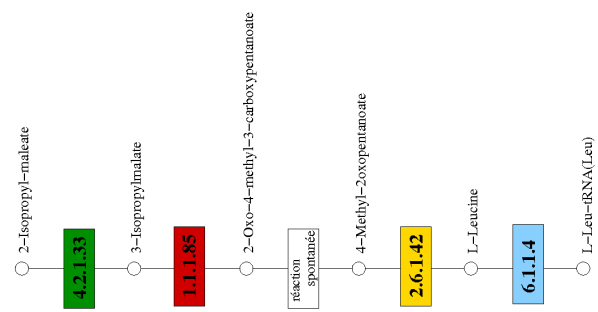 2-Isopropyl-maleate
4.2.1.33
3-Isopropylmalate
1.1.1.85
2-Oxo-4-methyl-3-carboxypentanoate
réaction
spontanée
4-Methyl-2oxopentanoate
2.6.1.42
L-Leucine
6.1.1.4
L-Leu-tRNA(Leu)